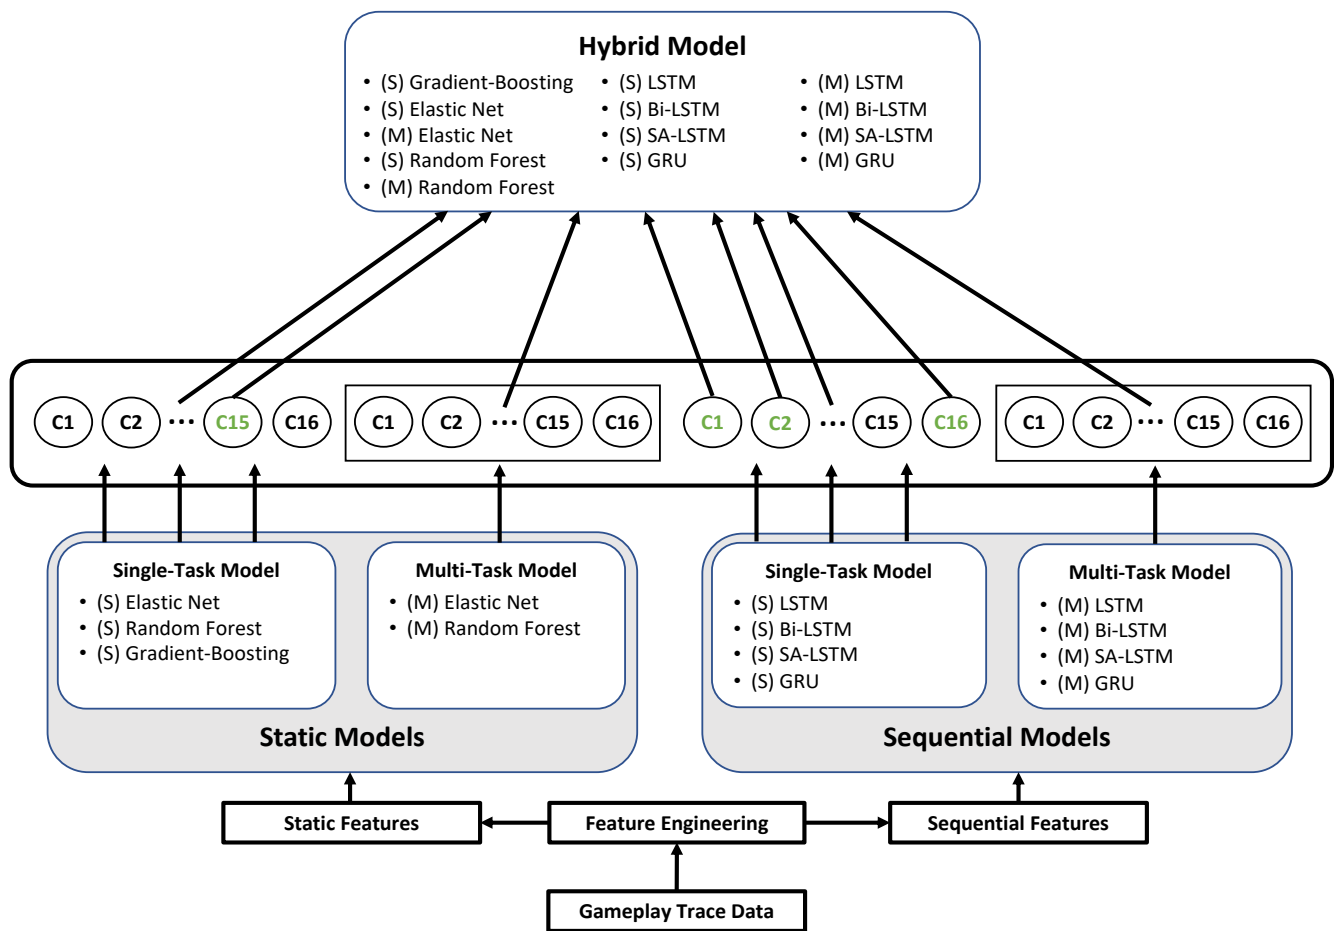 Hybrid Model
• (S) Gradient-Boosting
• (S) Elastic Net
• (M) Elastic Net
• (S) Random Forest
• (M) Random Forest
• (S) LSTM
• (S) Bi-LSTM
• (S) SA-LSTM
• (S) GRU
• (M) LSTM
• (M) Bi-LSTM
• (M) SA-LSTM
• (M) GRU
C1 C2 ··· C15 C16
C1 C2 ··· C15 C16
C1 C2 ··· C15 C16
C1 C2 ··· C15 C16
Single-Task Model
• (S) Elastic Net
• (S) Random Forest
• (S) Gradient-Boosting
Multi-Task Model
• (M) Elastic Net
• (M) Random Forest
Static Models
Single-Task Model
• (S) LSTM
• (S) Bi-LSTM
• (S) SA-LSTM
• (S) GRU
Multi-Task Model
• (M) LSTM
• (M) Bi-LSTM
• (M) SA-LSTM
• (M) GRU
Sequential Models
Static Features
Feature Engineering
Sequential Features
Gameplay Trace Data